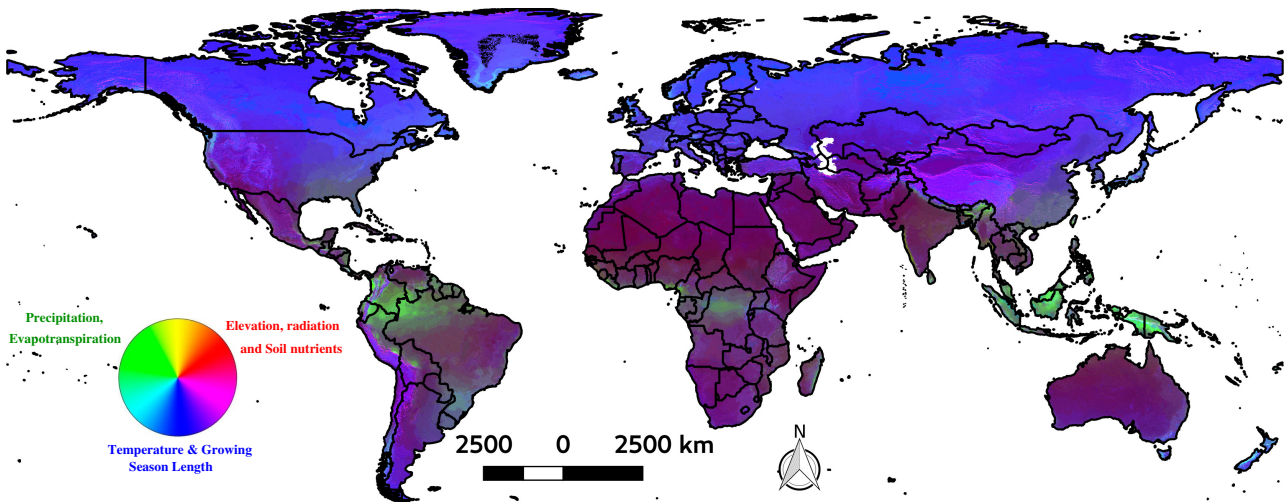 Precipitation,
Evapotranspiration
Elevation, radiation
and Soil nutrients
Temperature & Growing
Season Length
2500 0 2500 km
N